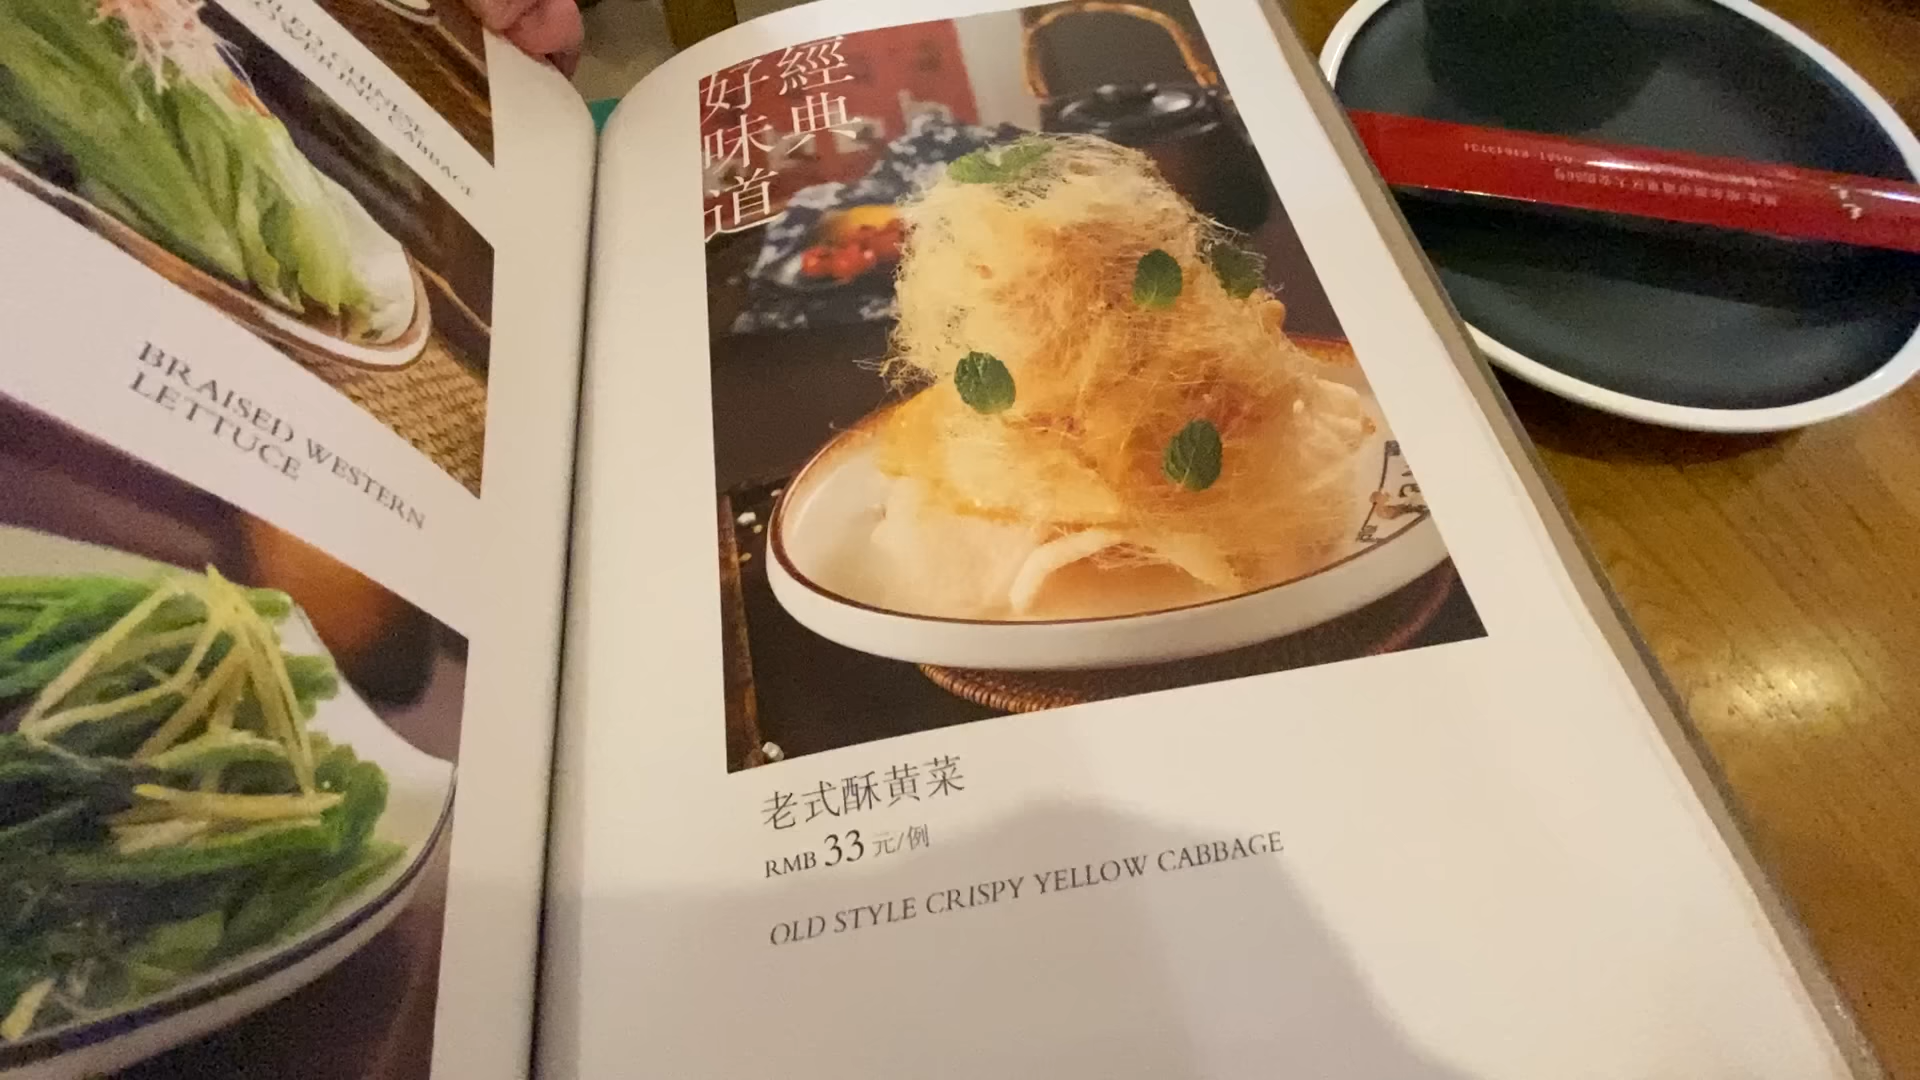 BRAISED WESTERN
LETTUCE
經典
好味道
老式酥黄菜
RMB 33 元/例
OLD STYLE CRISPY YELLOW CABBAGE